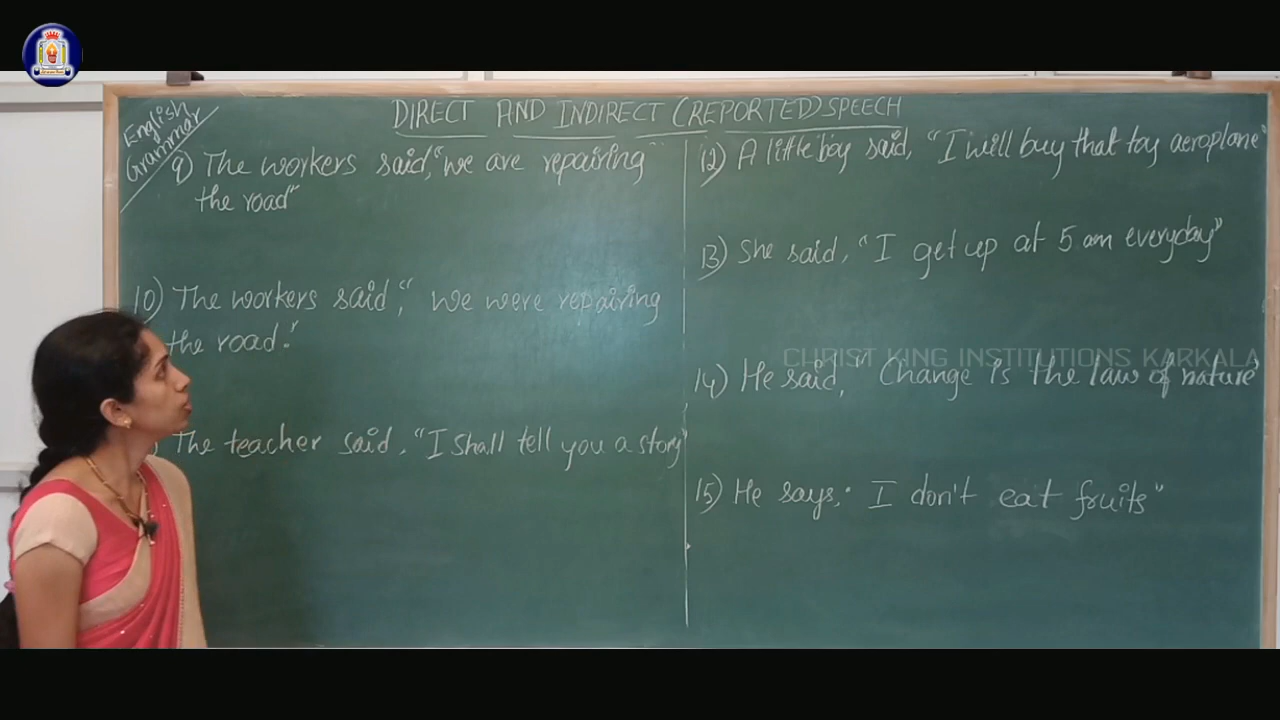 English
Grammar
DIRECT AND INDIRECT (REPORTED) SPEECH
9) The workers said, "we are repairing
the road"
10) The workers said, "we were repairing
the road."
) The teacher said, "I shall tell you a story"
12) A little boy said, "I will buy that toy aeroplane"
13) She said, "I get up at 5 am everyday"
CHRIST KING INSTITUTIONS KARKALA
14) He said, "Change is the law of nature"
15) He says, "I don't eat fruits"